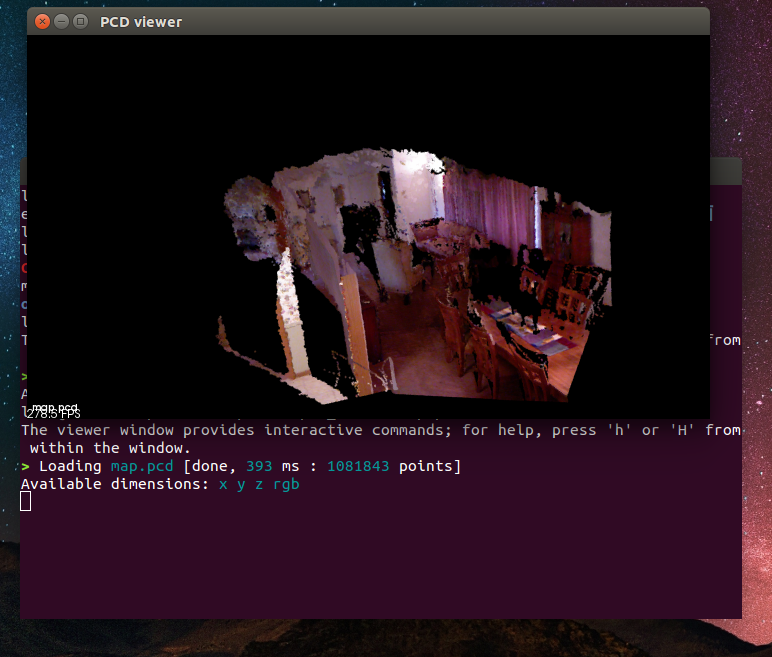 PCD viewer
from
map.pcd
278.5 FPS
The viewer window provides interactive commands; for help, press 'h' or 'H' from
within the window.
> Loading map.pcd [done, 393 ms : 1081843 points]
Available dimensions: x y z rgb